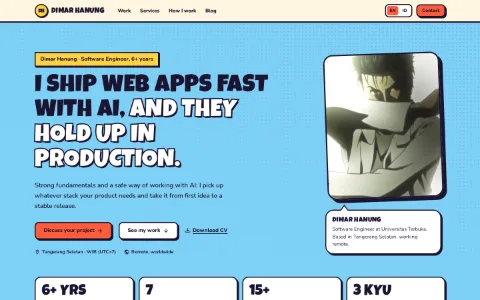 DIMAR HANUNG
Work
Services
How I work
Blog
EN
ID
Contact
Dimar Hanung · Software Engineer, 6+ years
I SHIP WEB APPS FAST
WITH AI, AND THEY
HOLD UP IN
PRODUCTION.
Strong fundamentals and a safe way of working with AI: I pick up
whatever stack your product needs and take it from first idea to a
stable release.
Discuss your project →
See my work ↓
Download CV
Tangerang Selatan · WIB (UTC+7)
Remote, worldwide
DIMAR HANUNG
Software Engineer at Universitas Terbuka.
Based in Tangerang Selatan, working
remote.
6+ YRS
7
15+
3 KYU